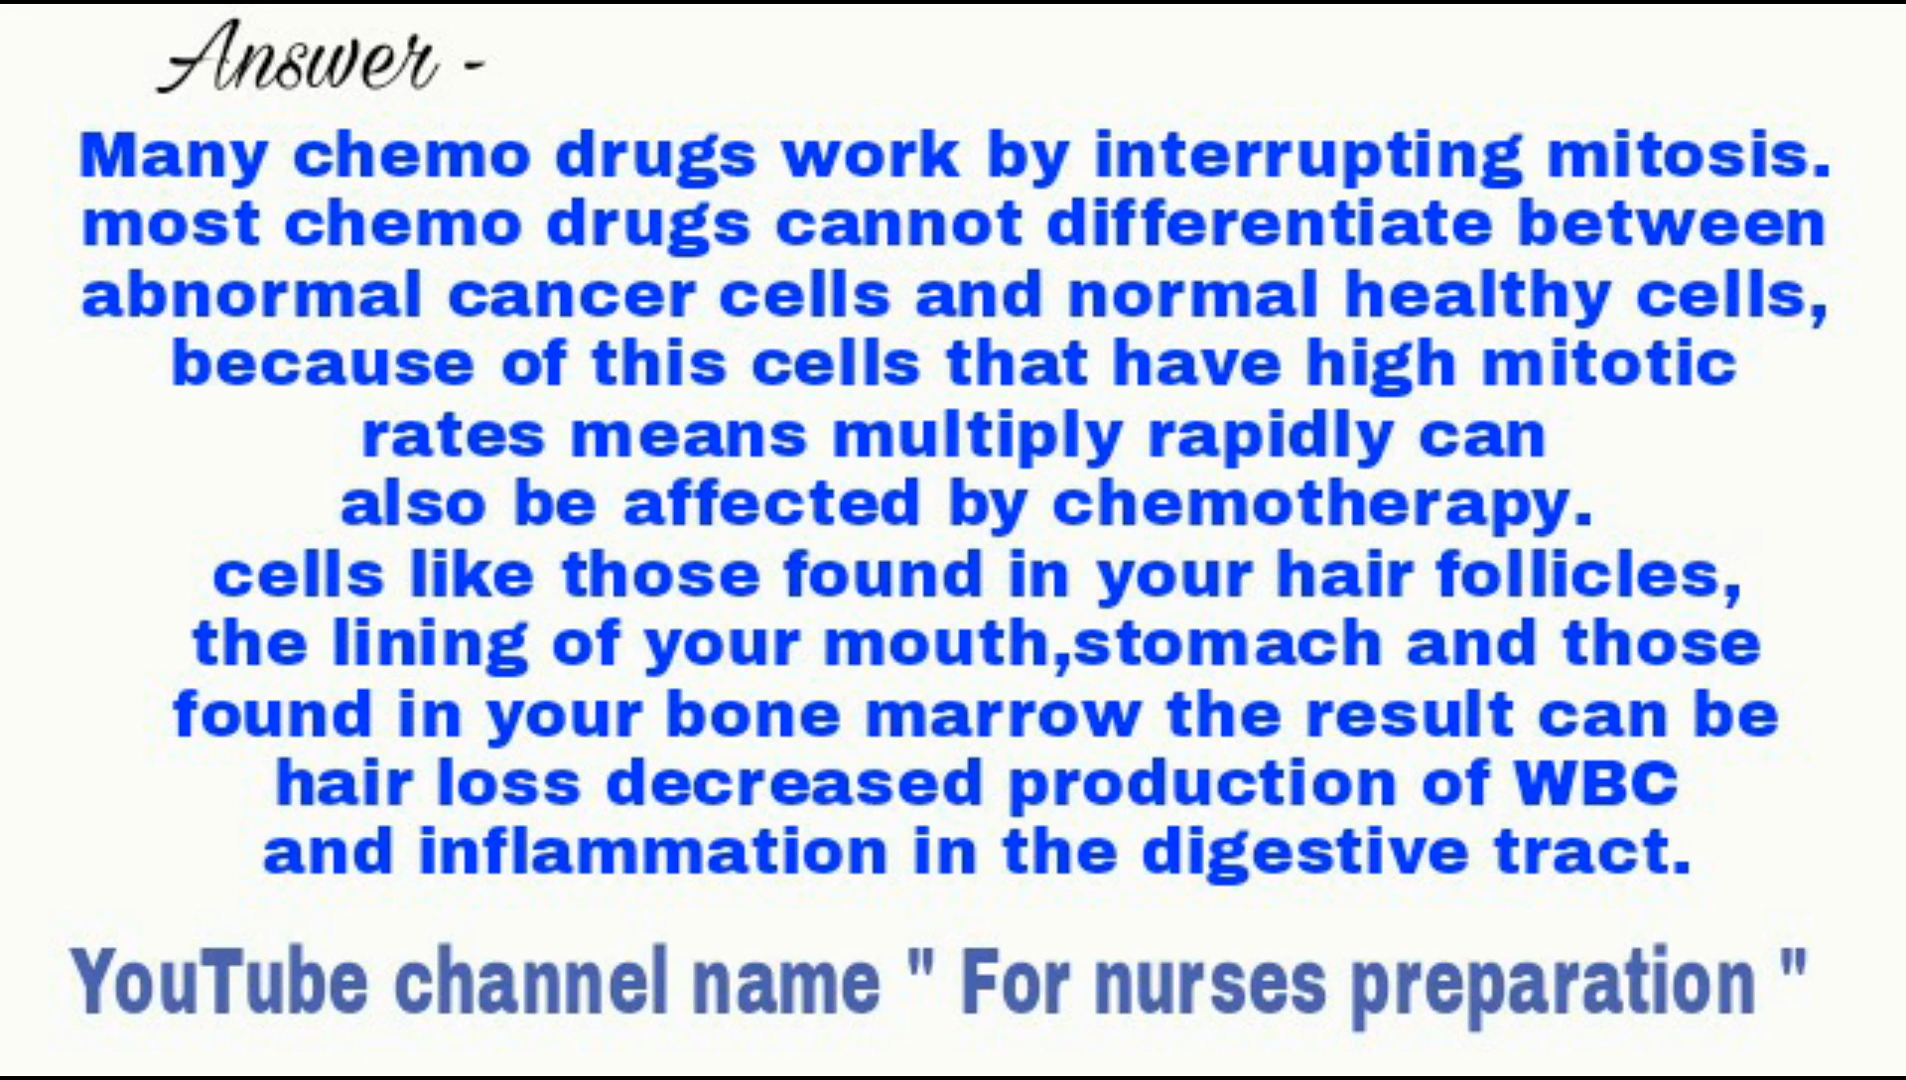 Answer -
Many chemo drugs work by interrupting mitosis.
most chemo drugs cannot differentiate between
abnormal cancer cells and normal healthy cells,
because of this cells that have high mitotic
rates means multiply rapidly can
also be affected by chemotherapy.
cells like those found in your hair follicles,
the lining of your mouth,stomach and those
found in your bone marrow the result can be
hair loss decreased production of WBC
and inflammation in the digestive tract.
YouTube channel name " For nurses preparation "